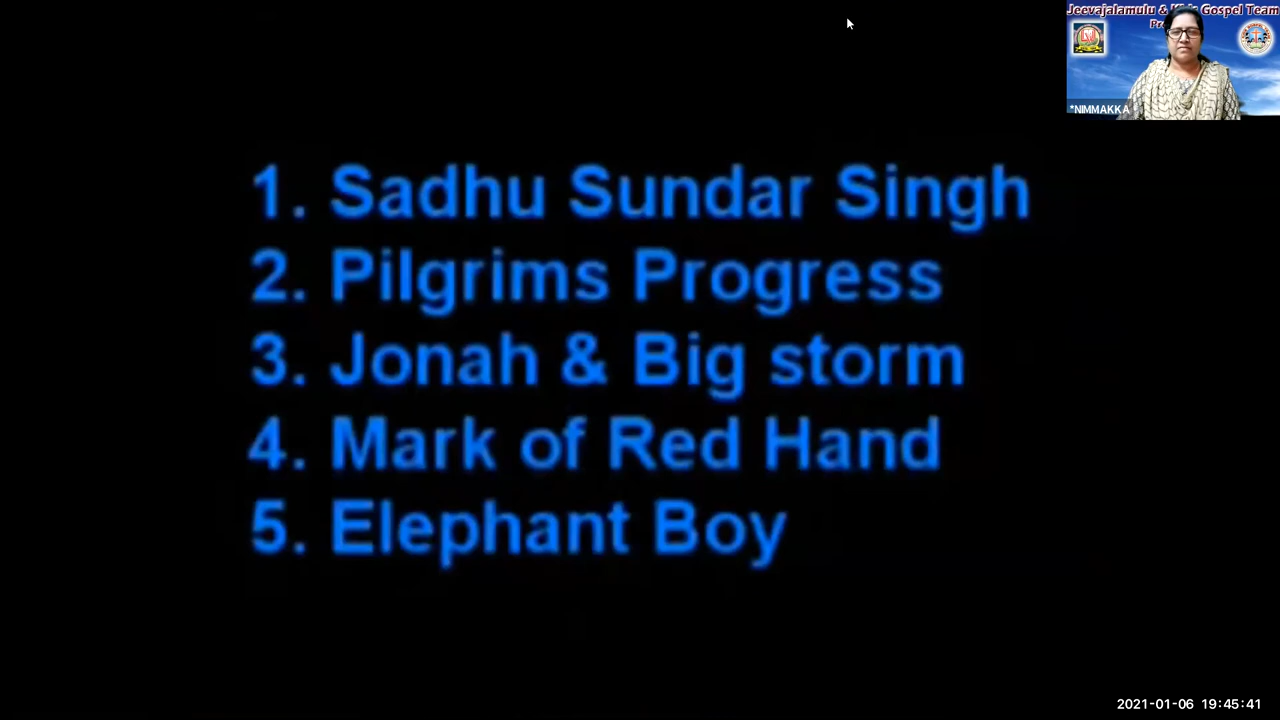 Jeevajalamulu & Kids Gospel Team
*NIMMAKKA
1. Sadhu Sundar Singh
2. Pilgrims Progress
3. Jonah & Big storm
4. Mark of Red Hand
5. Elephant Boy
2021-01-06 19:45:41